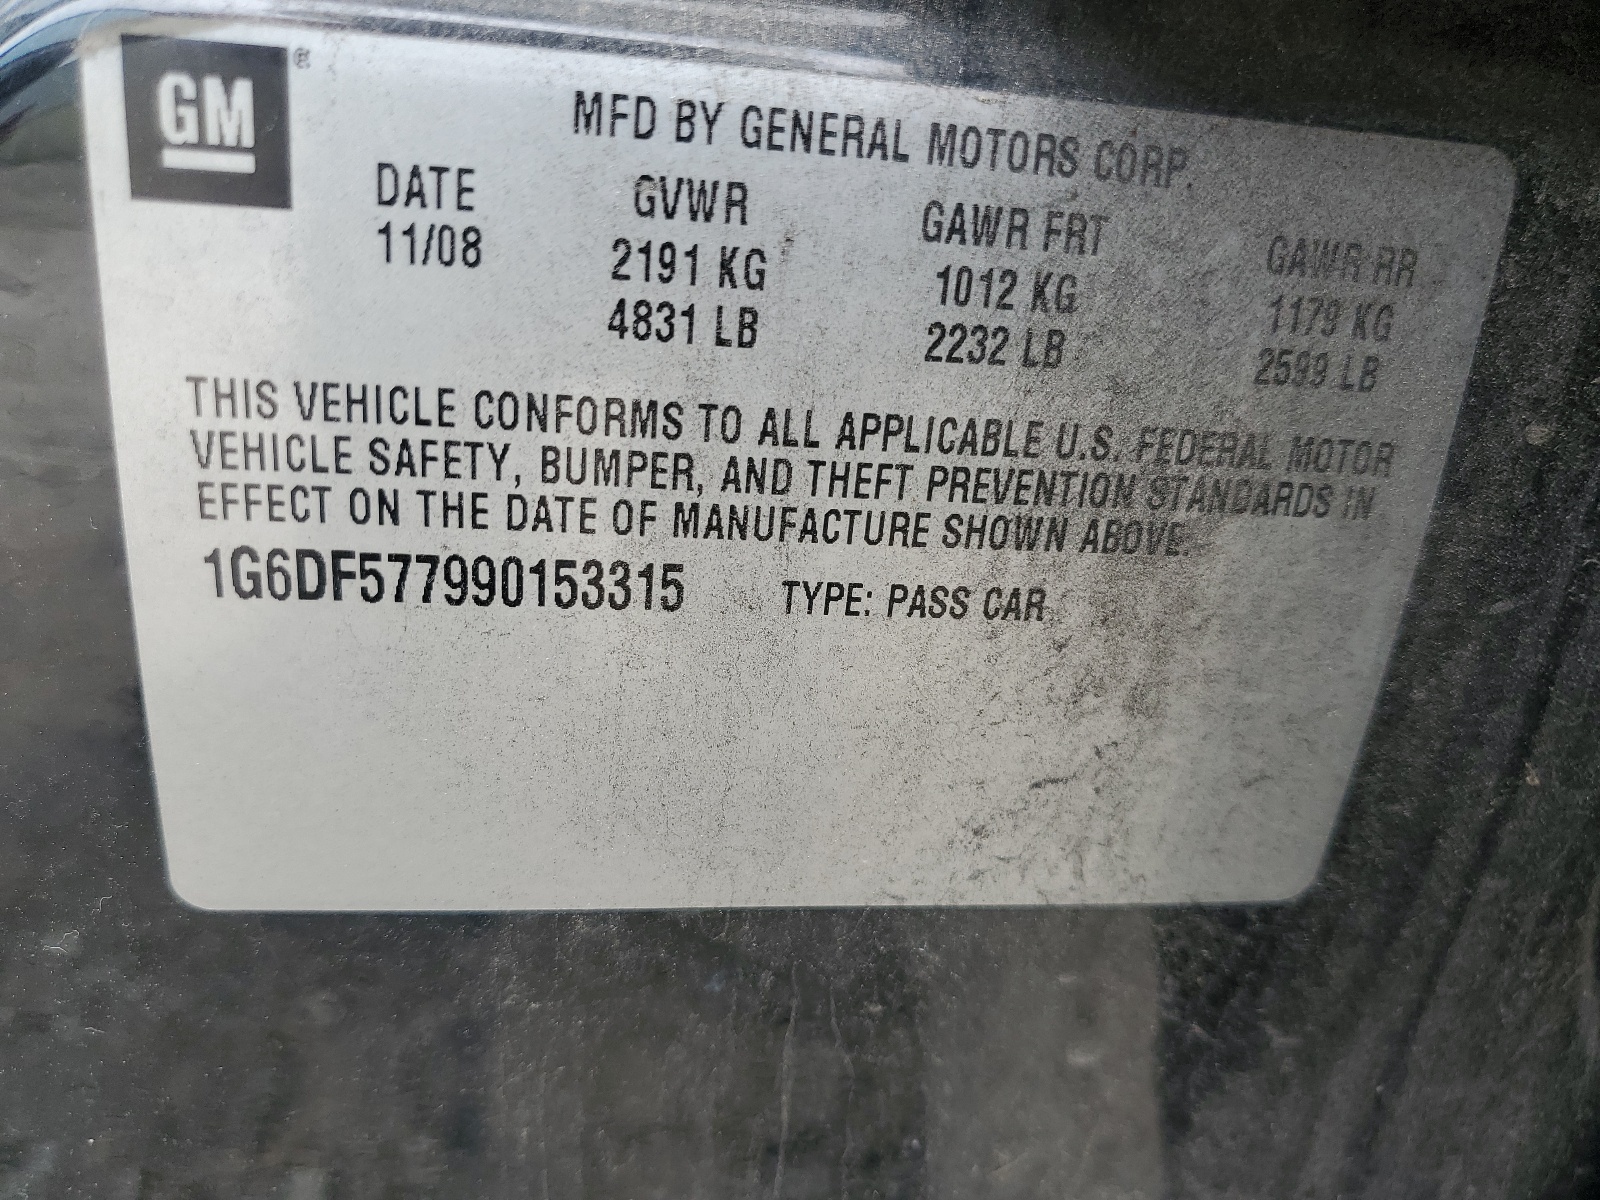 GM ®
MFD BY GENERAL MOTORS CORP.
DATE GVWR GAWR FRT GAWR RR
11/08 2191 KG 1012 KG 1179 KG
4831 LB 2232 LB 2599 LB
THIS VEHICLE CONFORMS TO ALL APPLICABLE U.S. FEDERAL MOTOR
VEHICLE SAFETY, BUMPER, AND THEFT PREVENTION STANDARDS IN
EFFECT ON THE DATE OF MANUFACTURE SHOWN ABOVE.
1G6DF577990153315 TYPE: PASS CAR